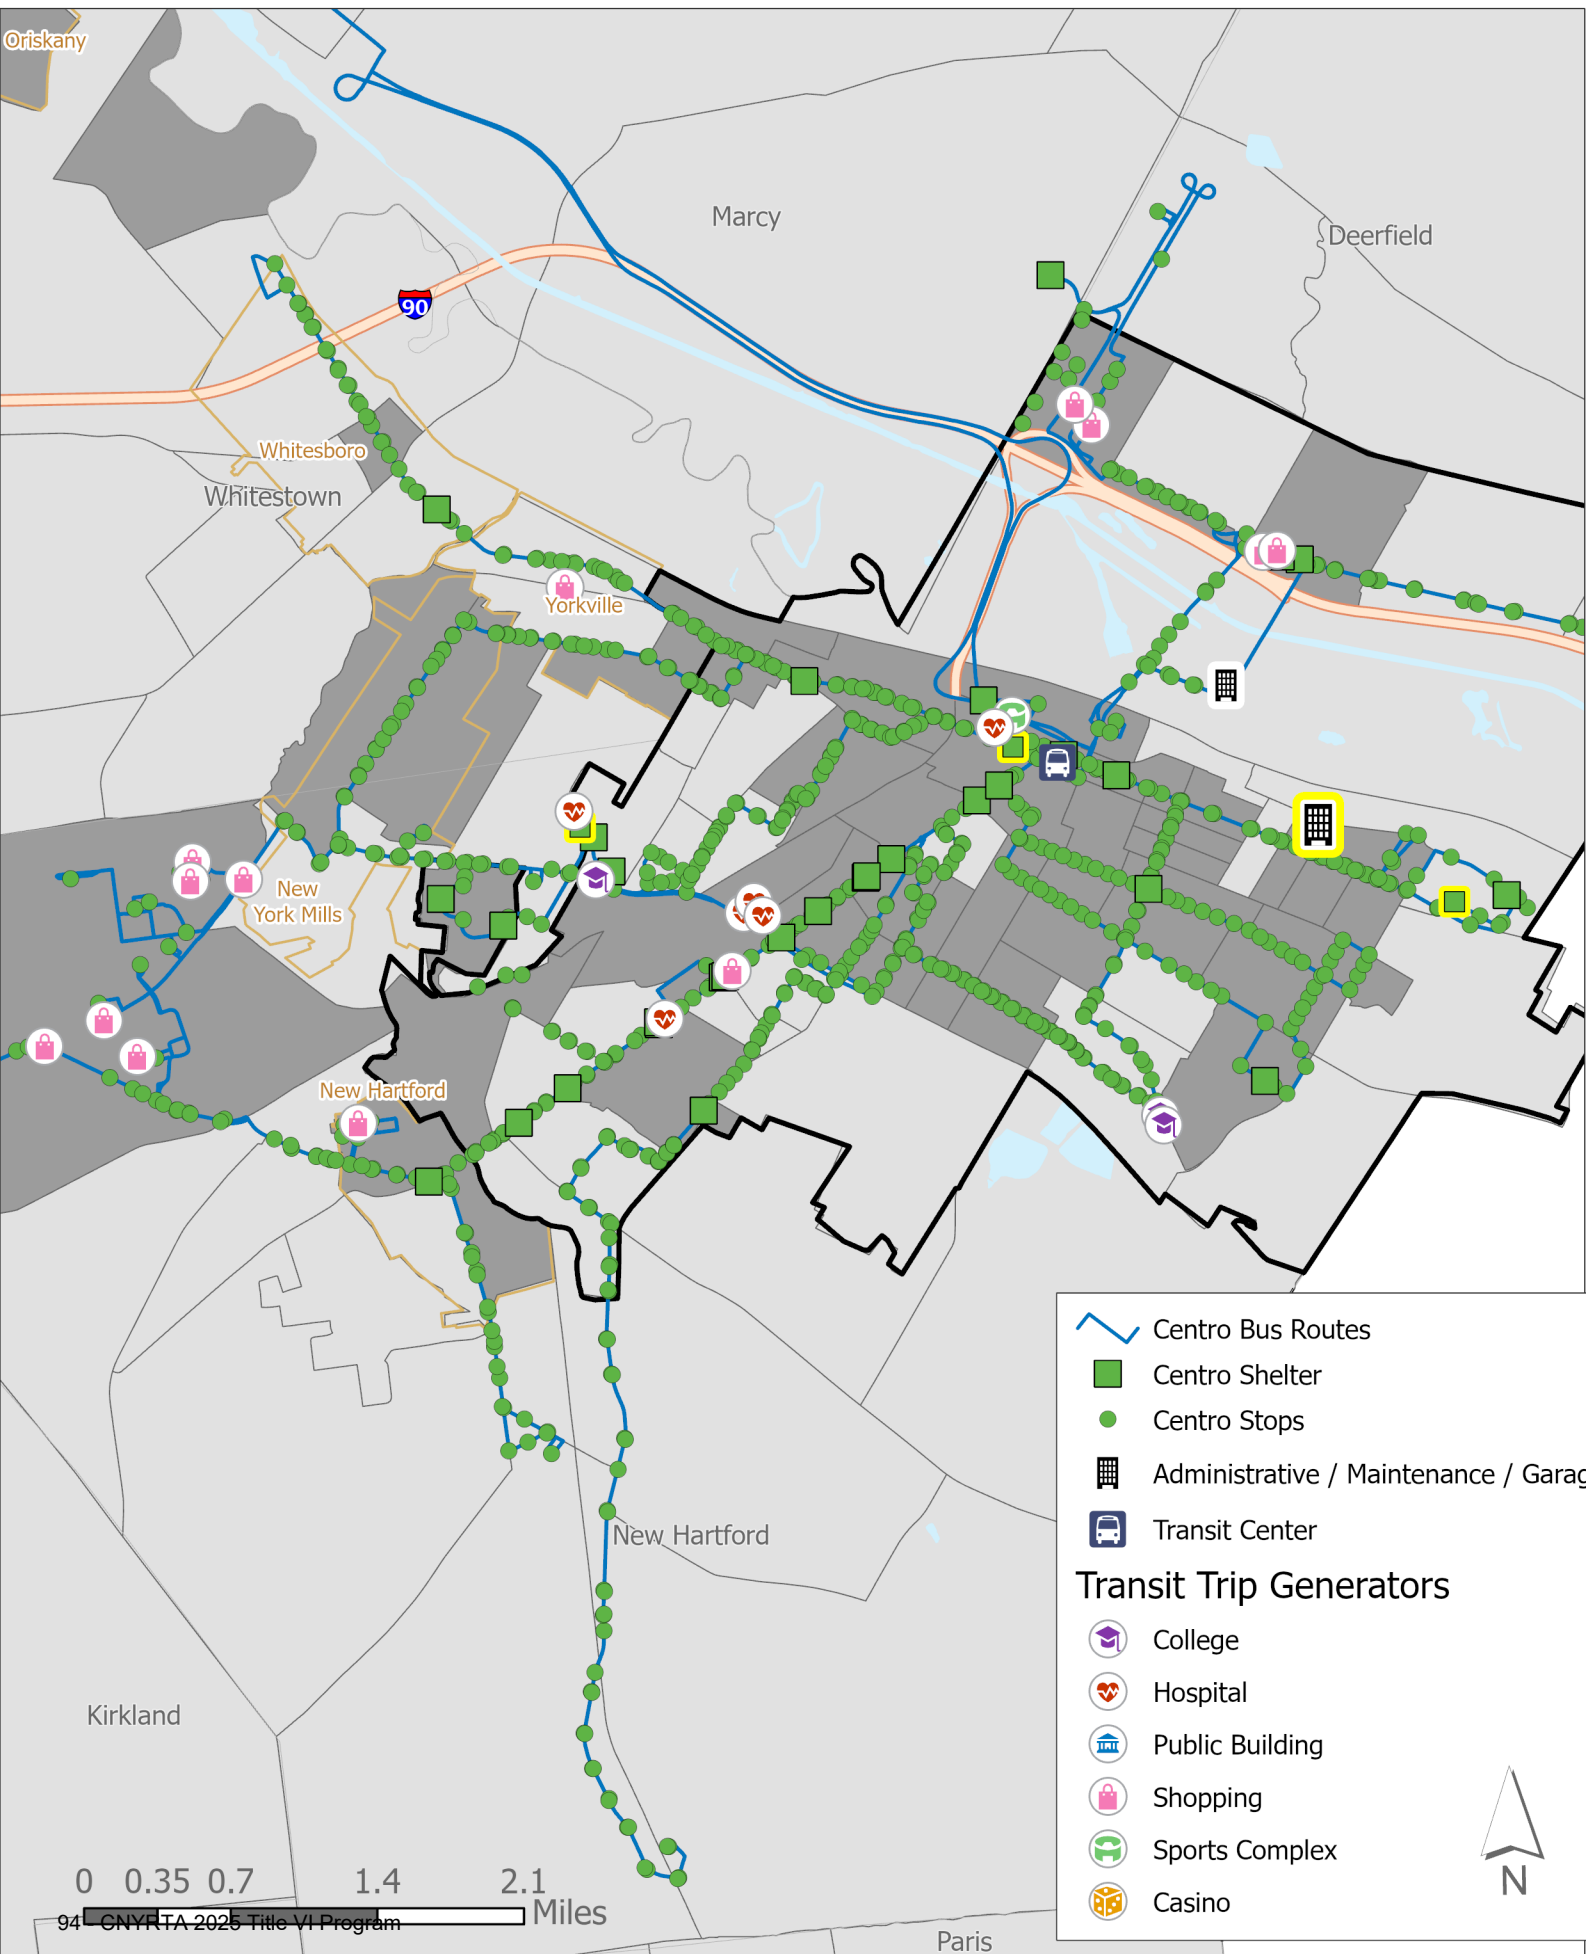 Oriskany
Marcy
Deerfield
90
Whitesboro
Whitestown
Yorkville
New
York Mills
New Hartford
New Hartford
Kirkland
Paris
Centro Bus Routes
Centro Shelter
Centro Stops
Administrative / Maintenance / Garag
Transit Center
Transit Trip Generators
College
Hospital
Public Building
Shopping
Sports Complex
Casino
N
0 0.35 0.7 1.4 2.1
Miles
94 - CNYRTA 2025 Title VI Program